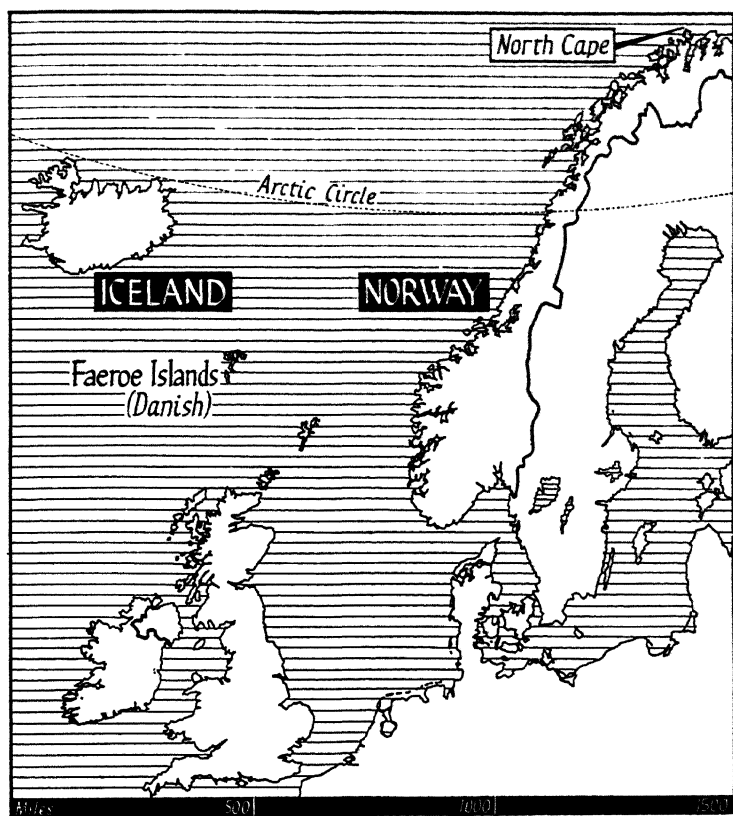 North Cape
Arctic Circle
ICELAND
NORWAY
Faeroe Islands
(Danish)
Miles 500 1000 1500